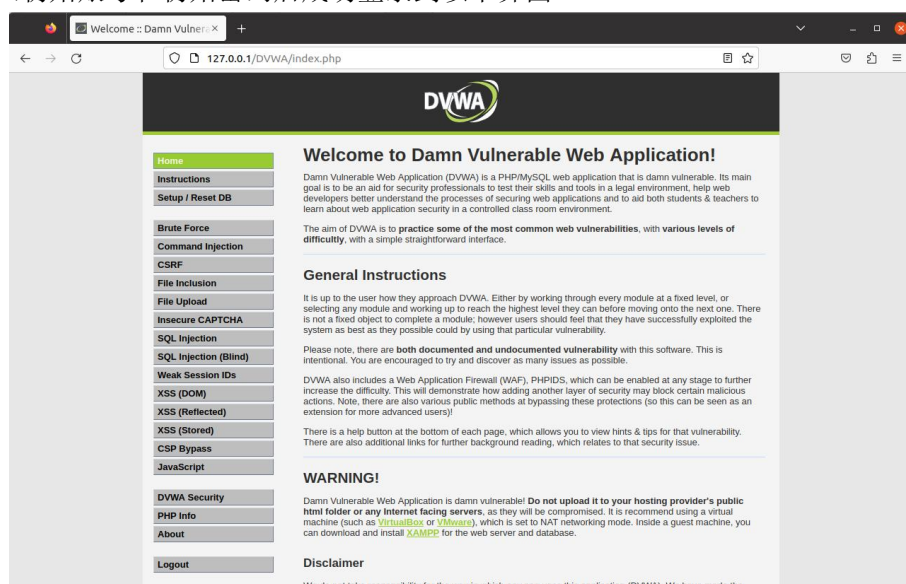 Welcome :: Damn Vulnera
127.0.0.1/DVWA/index.php
DVWA
Home
Instructions
Setup / Reset DB
Brute Force
Command Injection
CSRF
File Inclusion
File Upload
Insecure CAPTCHA
SQL Injection
SQL Injection (Blind)
Weak Session IDs
XSS (DOM)
XSS (Reflected)
XSS (Stored)
CSP Bypass
JavaScript
DVWA Security
PHP Info
About
Logout
Welcome to Damn Vulnerable Web Application!
Damn Vulnerable Web Application (DVWA) is a PHP/MySQL web application that is damn vulnerable. Its main
goal is to be an aid for security professionals to test their skills and tools in a legal environment, help web
developers better understand the processes of securing web applications and to aid both students & teachers to
learn about web application security in a controlled class room environment.
The aim of DVWA is to practice some of the most common web vulnerabilities, with various levels of
difficultly, with a simple straightforward interface.
General Instructions
It is up to the user how they approach DVWA. Either by working through every module at a fixed level, or
selecting any module and working up to reach the highest level they can before moving onto the next one. There
is not a fixed object to complete a module; however users should feel that they have successfully exploited the
system as best as they possible could by using that particular vulnerability.
Please note, there are both documented and undocumented vulnerability with this software. This is
intentional. You are encouraged to try and discover as many issues as possible.
DVWA also includes a Web Application Firewall (WAF), PHPIDS, which can be enabled at any stage to further
increase the difficulty. This will demonstrate how adding another layer of security may block certain malicious
actions. Note, there are also various public methods at bypassing these protections (so this can be seen as an
extension for more advanced users)!
There is a help button at the bottom of each page, which allows you to view hints & tips for that vulnerability.
There are also additional links for further background reading, which relates to that security issue.
WARNING!
Damn Vulnerable Web Application is damn vulnerable! Do not upload it to your hosting provider's public
html folder or any Internet facing servers, as they will be compromised. It is recommend using a virtual
machine (such as VirtualBox or VMware), which is set to NAT networking mode. Inside a guest machine, you
can download and install XAMPP for the web server and database.
Disclaimer